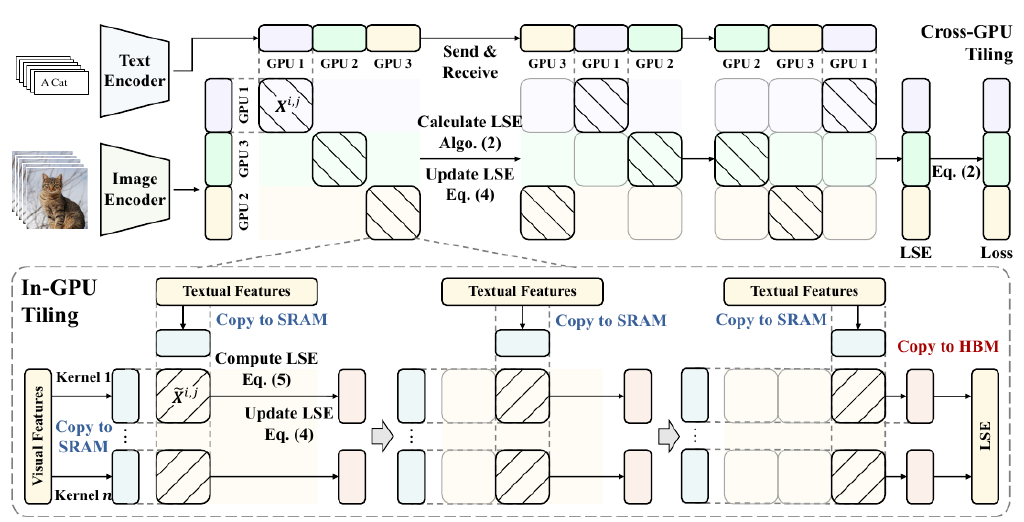 Cross-GPU
Tiling
Text
Encoder
A Cat
GPU 1
GPU 2
GPU 3
Send &
Receive
GPU 3
GPU 1
GPU 2
GPU 2
GPU 3
GPU 1
GPU 1
GPU 3
GPU 2
X^{i,j}
Calculate LSE
Algo. (2)
Update LSE
Eq. (4)
Image
Encoder
Eq. (2)
LSE
Loss
In-GPU
Tiling
Textual Features
Copy to SRAM
Textual Features
Copy to SRAM
Textual Features
Copy to SRAM
Copy to HBM
Visual Features
Kernel 1
Copy to
SRAM
Kernel n
X̃^{i,j}
Compute LSE
Eq. (5)
Update LSE
Eq. (4)
LSE